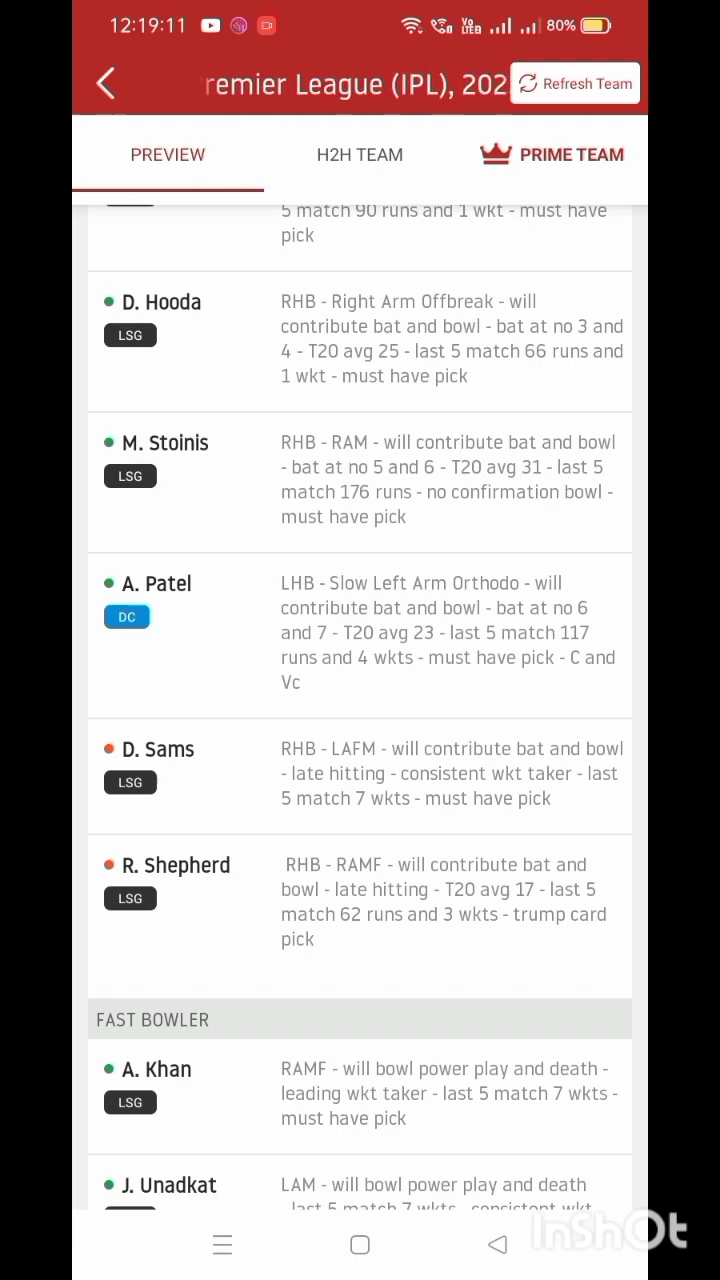 12:19:11
80%
remier League (IPL), 202
Refresh Team
PREVIEW
H2H TEAM
PRIME TEAM
5 match 90 runs and 1 wkt - must have
pick
D. Hooda
LSG
RHB - Right Arm Offbreak - will
contribute bat and bowl - bat at no 3 and
4 - T20 avg 25 - last 5 match 66 runs and
1 wkt - must have pick
M. Stoinis
LSG
RHB - RAM - will contribute bat and bowl
- bat at no 5 and 6 - T20 avg 31 - last 5
match 176 runs - no confirmation bowl -
must have pick
A. Patel
DC
LHB - Slow Left Arm Orthodo - will
contribute bat and bowl - bat at no 6
and 7 - T20 avg 23 - last 5 match 117
runs and 4 wkts - must have pick - C and
Vc
D. Sams
LSG
RHB - LAFM - will contribute bat and bowl
- late hitting - consistent wkt taker - last
5 match 7 wkts - must have pick
R. Shepherd
LSG
RHB - RAMF - will contribute bat and
bowl - late hitting - T20 avg 17 - last 5
match 62 runs and 3 wkts - trump card
pick
FAST BOWLER
A. Khan
LSG
RAMF - will bowl power play and death -
leading wkt taker - last 5 match 7 wkts -
must have pick
J. Unadkat
LAM - will bowl power play and death
- last 5 match 7 wkts - consistent wkt
InShOt